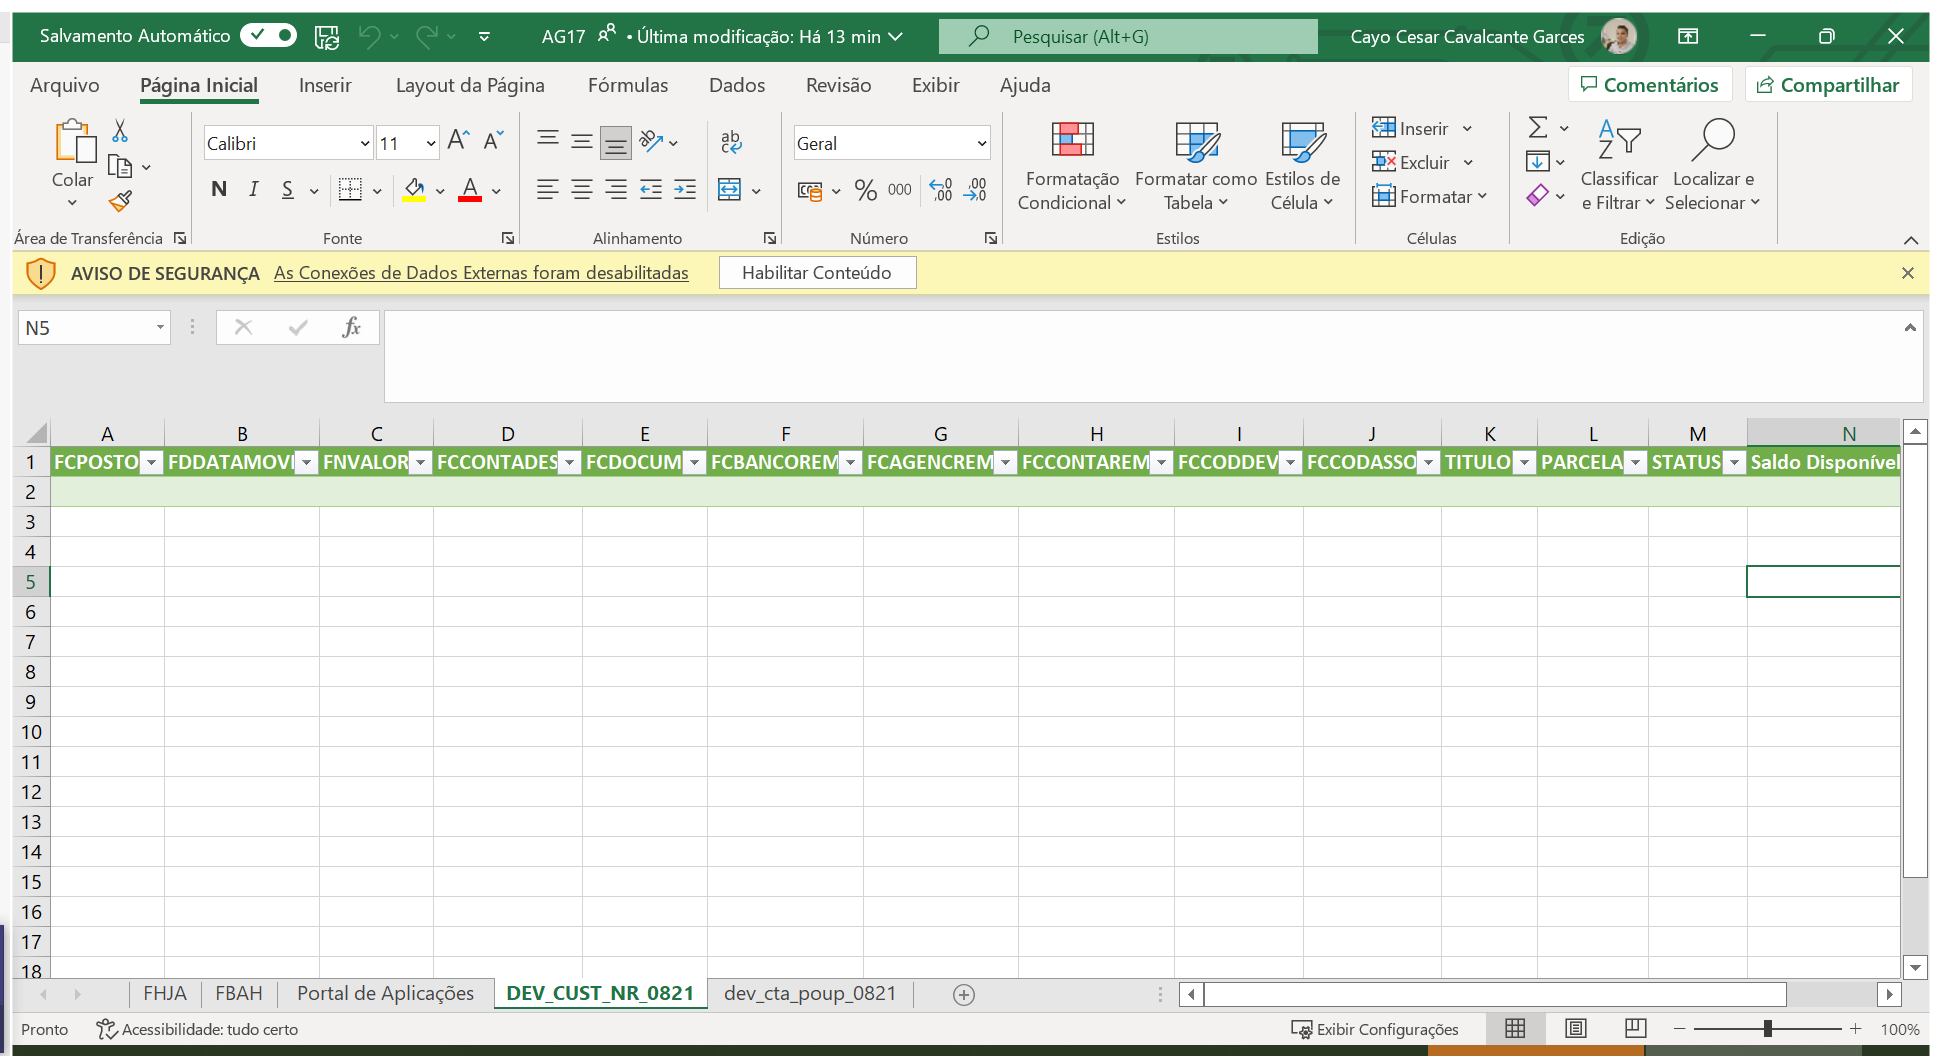 Salvamento Automático
AG17 • Última modificação: Há 13 min
Pesquisar (Alt+G)
Cayo Cesar Cavalcante Garces
Arquivo Página Inicial Inserir Layout da Página Fórmulas Dados Revisão Exibir Ajuda Comentários Compartilhar
Colar
Área de Transferência
Calibri 11
N I S A
Fonte
ab
Alinhamento
Geral
% 000 ,00 ,00
Número
Formatação Condicional
Formatar como Tabela
Estilos de Célula
Estilos
Inserir
Excluir
Formatar
Células
Classificar e Filtrar
Localizar e Selecionar
Edição
AVISO DE SEGURANÇA As Conexões de Dados Externas foram desabilitadas Habilitar Conteúdo
N5 fx
A B C D E F G H I J K L M N
1 FCPOSTO FDDATAMOVI FNVALOR FCCONTADES FCDOCUM FCBANCOREM FCAGENCREM FCCONTAREM FCCODDEV FCCODASSO TITULO PARCELA STATUS Saldo Disponível
2
3
4
5
6
7
8
9
10
11
12
13
14
15
16
17
18
FHJA FBAH Portal de Aplicações DEV_CUST_NR_0821 dev_cta_poup_0821
Pronto Acessibilidade: tudo certo Exibir Configurações 100%